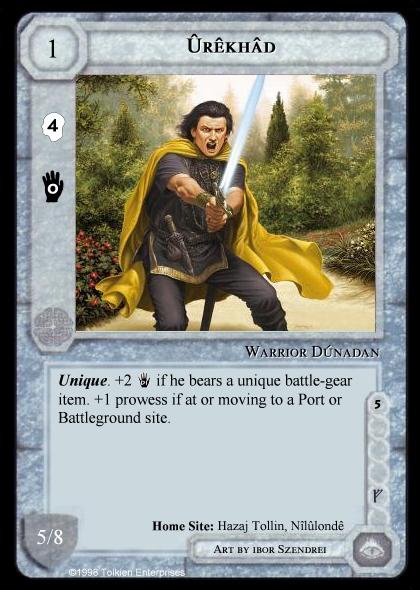 1
ÛRÊKHÂD
4
WARRIOR DÚNADAN
Unique. +2 if he bears a unique battle-gear
item. +1 prowess if at or moving to a Port or
Battleground site.
5
Home Site: Hazaj Tollin, Nîlûlondê
5/8
ART BY IBOR SZENDREI
©1998 Tolkien Enterprises